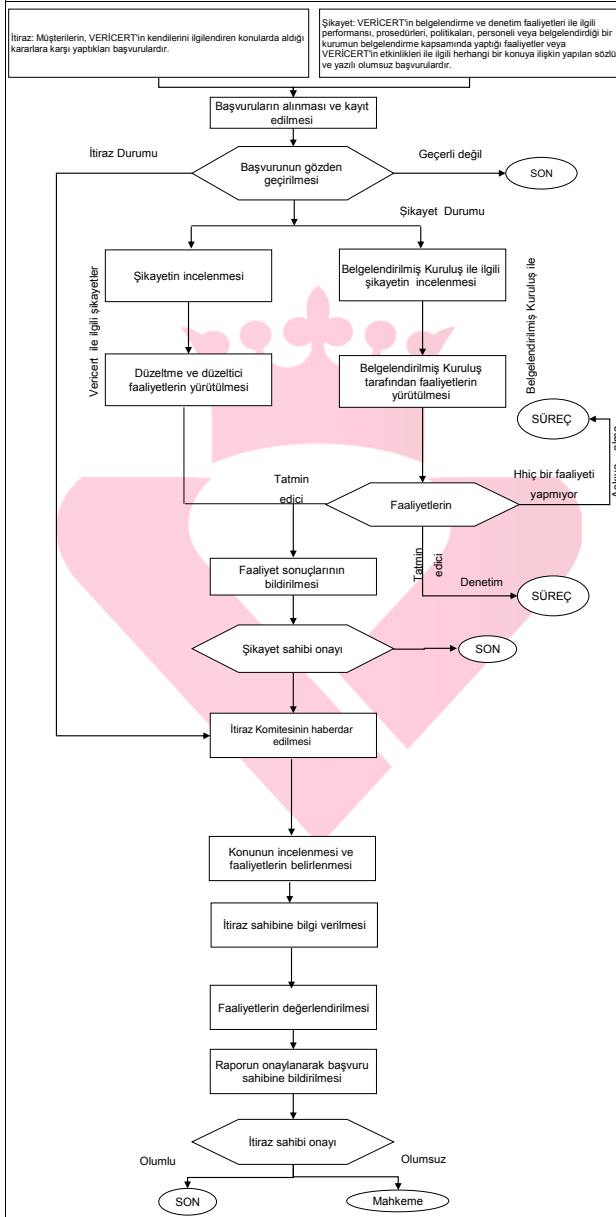 İtiraz: Müşterilerin, VERİCERT'in kendilerini ilgilendiren konularda aldığı
kararlara karşı yaptıkları başvurulardır.
Şikayet: VERİCERT'in belgelendirme ve denetim faaliyetleri ile ilgili
performansı, prosedürleri, politikaları, personeli veya belgelendirdiği bir
kurumun belgelendirme kapsamında yaptığı faaliyetler veya
VERİCERT'in etkinlikleri ile ilgili herhangi bir konuya ilişkin yapılan sözlü
ve yazılı olumsuz başvurulardır.
Başvuruların alınması ve kayıt
edilmesi
İtiraz Durumu
Başvurunun gözden
geçirilmesi
Geçerli değil
SON
Şikayet Durumu
Vericert ile ilgili şikayetler
Şikayetin incelenmesi
Belgelendirilmiş Kuruluş ile ilgili
şikayetin incelenmesi
Belgelendirilmiş Kuruluş ile
Düzeltme ve düzeltici
faaliyetlerin yürütülmesi
Belgelendirilmiş Kuruluş
tarafından faaliyetlerin
yürütülmesi
SÜREÇ
Tatmin
edici
Faaliyetlerin
Hhiç bir faaliyeti
yapmıyor
Faaliyet sonuçlarının
bildirilmesi
Tatmin
edici
Denetim
SÜREÇ
Şikayet sahibi onayı
SON
İtiraz Komitesinin haberdar
edilmesi
Konunun incelenmesi ve
faaliyetlerin belirlenmesi
İtiraz sahibine bilgi verilmesi
Faaliyetlerin değerlendirilmesi
Raporun onaylanarak başvuru
sahibine bildirilmesi
İtiraz sahibi onayı
Olumlu
Olumsuz
SON
Mahkeme